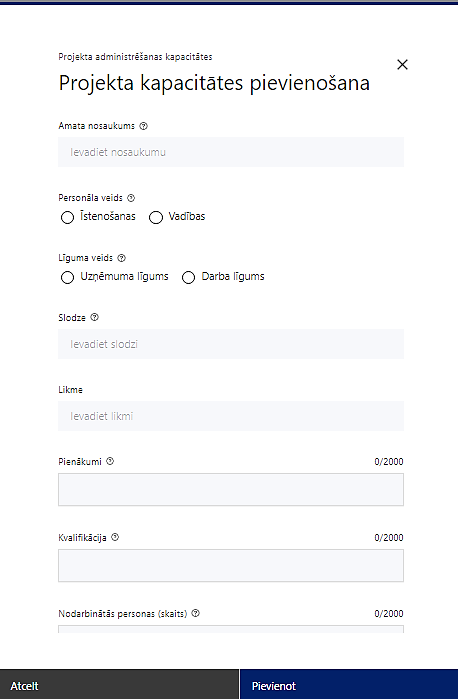 Projekta administrēšanas kapacitātes
Projekta kapacitātes pievienošana
Amata nosaukums
Ievadiet nosaukumu
Personāla veids
Īstenošanas Vadības
Līguma veids
Uzņēmuma līgums Darba līgums
Slodze
Ievadiet slodzi
Likme
Ievadiet likmi
Pienākumi 0/2000
Kvalifikācija 0/2000
Nodarbinātās personas (skaits) 0/2000
Atcelt Pievienot